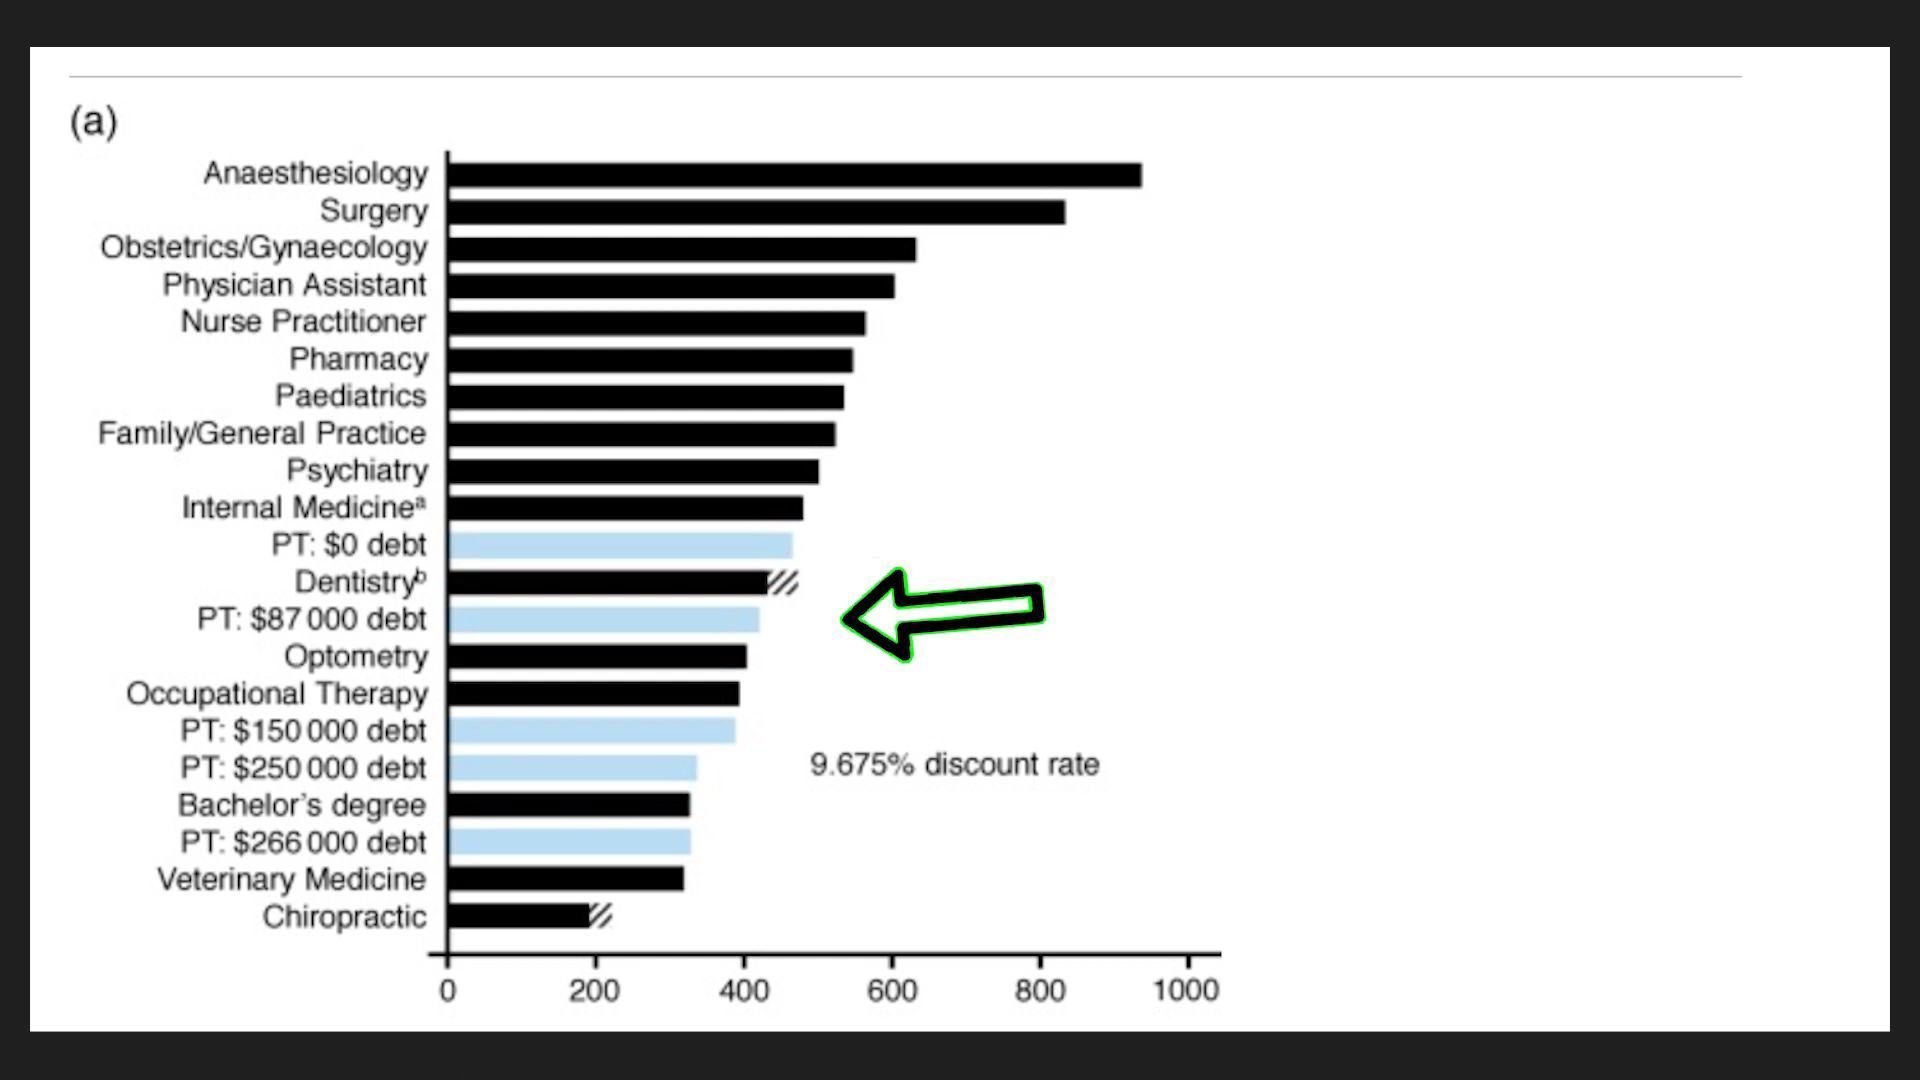 (a)
Anaesthesiology
Surgery
Obstetrics/Gynaecology
Physician Assistant
Nurse Practitioner
Pharmacy
Paediatrics
Family/General Practice
Psychiatry
Internal Medicineᵃ
PT: $0 debt
Dentistryᵇ
PT: $87 000 debt
Optometry
Occupational Therapy
PT: $150 000 debt
PT: $250 000 debt
9.675% discount rate
Bachelor's degree
PT: $266 000 debt
Veterinary Medicine
Chiropractic
0 200 400 600 800 1000